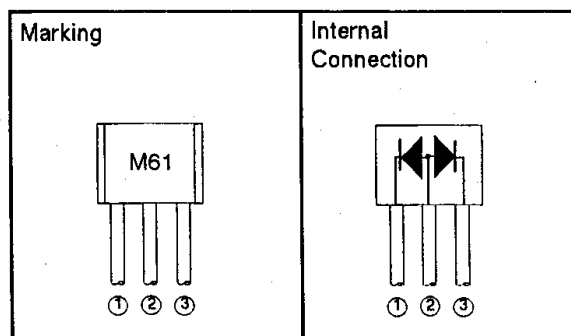 Marking
Internal
Connection
M61
① ② ③
① ② ③